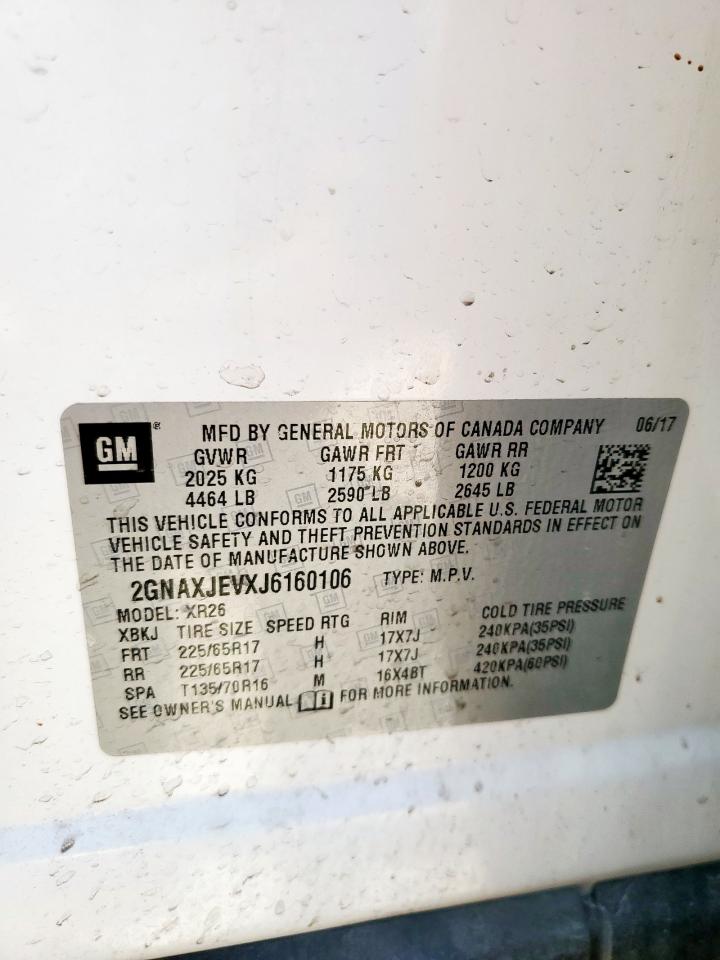 GM ® MFD BY GENERAL MOTORS OF CANADA COMPANY 06/17
GVWR GAWR FRT GAWR RR
2025 KG 1175 KG 1200 KG
4464 LB 2590 LB 2645 LB
THIS VEHICLE CONFORMS TO ALL APPLICABLE U.S. FEDERAL MOTOR
VEHICLE SAFETY AND THEFT PREVENTION STANDARDS IN EFFECT ON
THE DATE OF MANUFACTURE SHOWN ABOVE.
2GNAXJEVXJ6160106 TYPE: M.P.V.
MODEL: XR26
XBKJ TIRE SIZE SPEED RTG RIM COLD TIRE PRESSURE
FRT 225/65R17 H 17X7J 240KPA(35PSI)
RR 225/65R17 H 17X7J 240KPA(35PSI)
SPA T135/70R16 M 16X4BT 420KPA(60PSI)
SEE OWNER'S MANUAL FOR MORE INFORMATION.